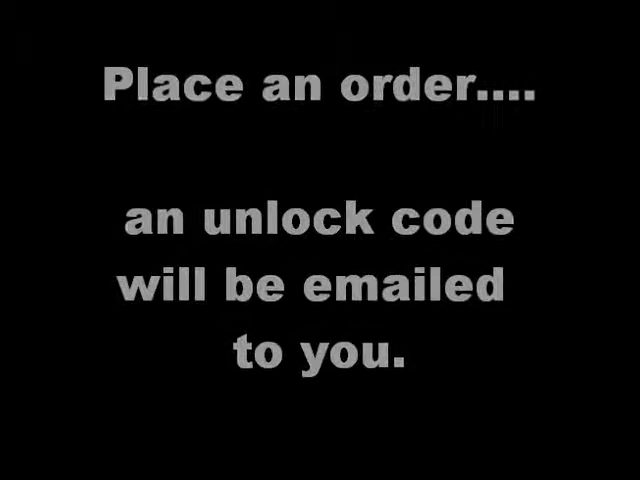 Place an order....
an unlock code
will be emailed
to you.